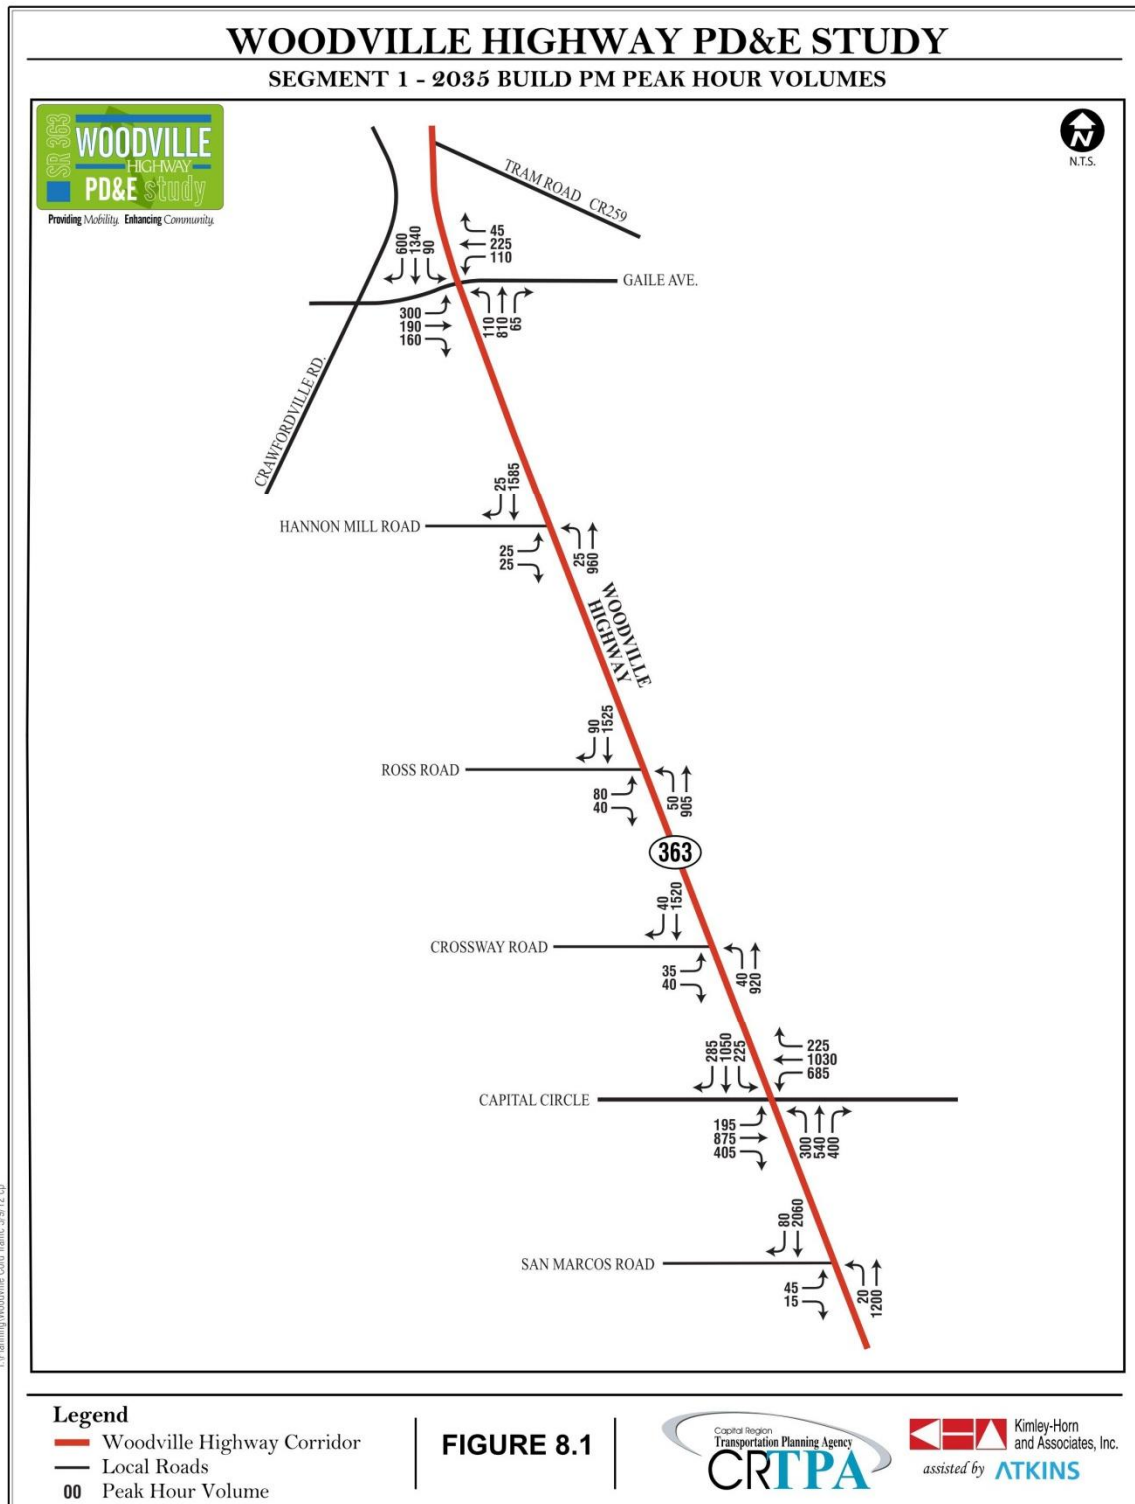 WOODVILLE HIGHWAY PD&E STUDY
SEGMENT 1 - 2035 BUILD PM PEAK HOUR VOLUMES
SR 363
WOODVILLE
HIGHWAY
PD&E study
Providing Mobility. Enhancing Community.
N
N.T.S.
TRAM ROAD CR259
600
1340
90
45
225
110
GAILE AVE.
300
190
160
110
810
65
CRAWFORDVILLE RD.
25
1585
HANNON MILL ROAD
25
25
25
960
WOODVILLE
HIGHWAY
90
1525
ROSS ROAD
80
40
50
905
363
40
1520
CROSSWAY ROAD
35
40
40
920
285
1050
225
225
1030
685
CAPITAL CIRCLE
195
875
405
300
540
400
80
2060
SAN MARCOS ROAD
45
15
20
1200
Legend
Woodville Highway Corridor
Local Roads
00 Peak Hour Volume
FIGURE 8.1
Capital Region
Transportation Planning Agency
CRTPA
Kimley-Horn
and Associates, Inc.
assisted by ATKINS